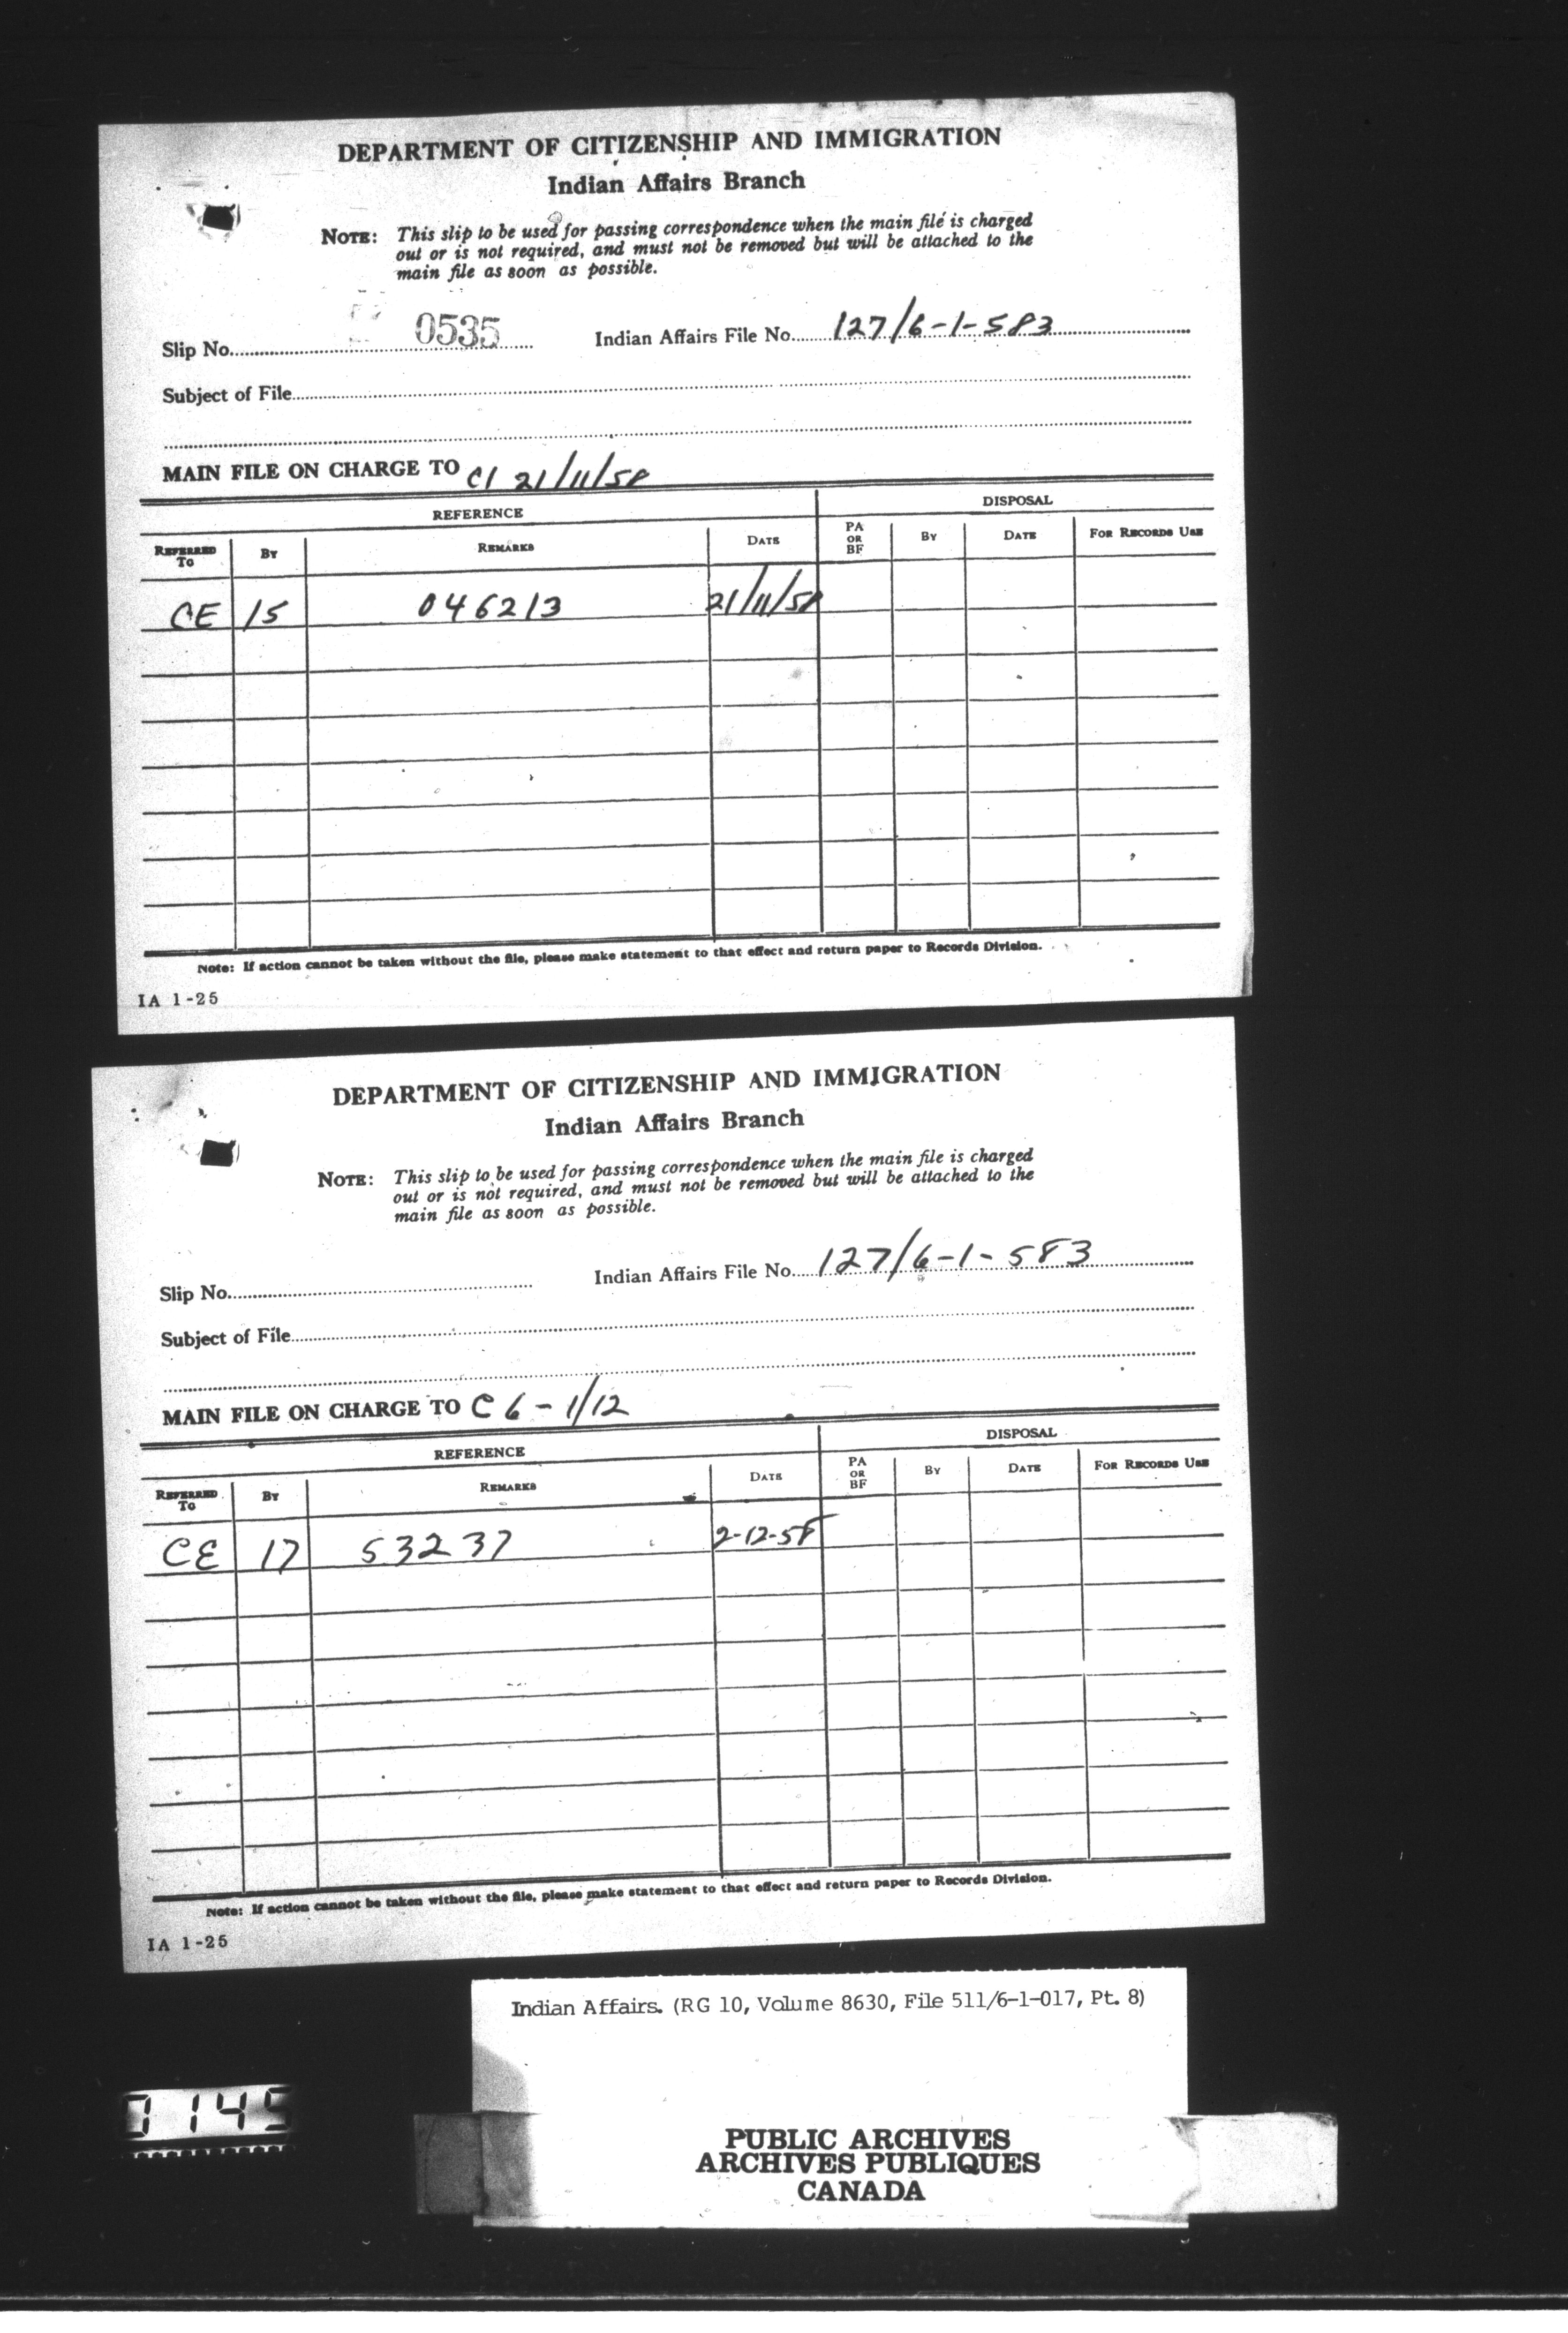 DEPARTMENT OF CITIZENSHIP AND IMMIGRATION
Indian Affairs Branch
NOTE: This slip to be used for passing correspondence when the main file is charged
out or is not required, and must not be removed but will be attached to the
main file as soon as possible.
Slip No. 0535 Indian Affairs File No. 127/6-1-583
Subject of File
MAIN FILE ON CHARGE TO C1 21/11/58
REFERENCE DISPOSAL
REFERRED TO BY REMARKS DATE PA OR BF BY DATE FOR RECORDS USE
CE 15 046213 21/11/58
Note: If action cannot be taken without the file, please make statement to that effect and return paper to Records Division.
IA 1-25
DEPARTMENT OF CITIZENSHIP AND IMMIGRATION
Indian Affairs Branch
NOTE: This slip to be used for passing correspondence when the main file is charged
out or is not required, and must not be removed but will be attached to the
main file as soon as possible.
Slip No. Indian Affairs File No. 127/6-1-583
Subject of File
MAIN FILE ON CHARGE TO C6-1/12
REFERENCE DISPOSAL
REFERRED TO BY REMARKS DATE PA OR BF BY DATE FOR RECORDS USE
CE 17 53237 2-12-58
Note: If action cannot be taken without the file, please make statement to that effect and return paper to Records Division.
IA 1-25
Indian Affairs. (RG 10, Volume 8630, File 511/6-1-017, Pt. 8)
0145
PUBLIC ARCHIVES
ARCHIVES PUBLIQUES
CANADA